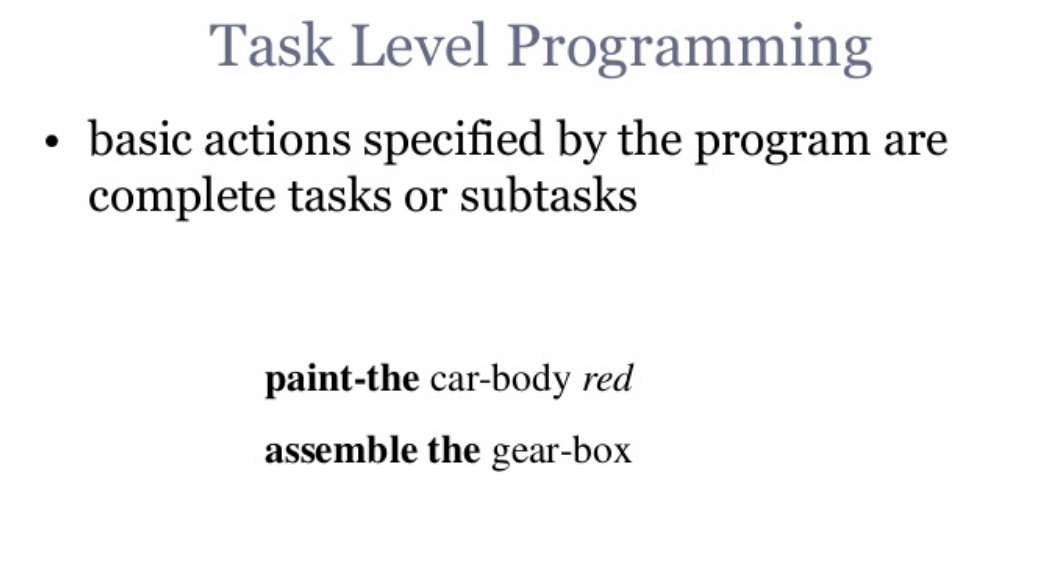 Task Level Programming
• basic actions specified by the program are
complete tasks or subtasks
paint-the car-body red
assemble the gear-box